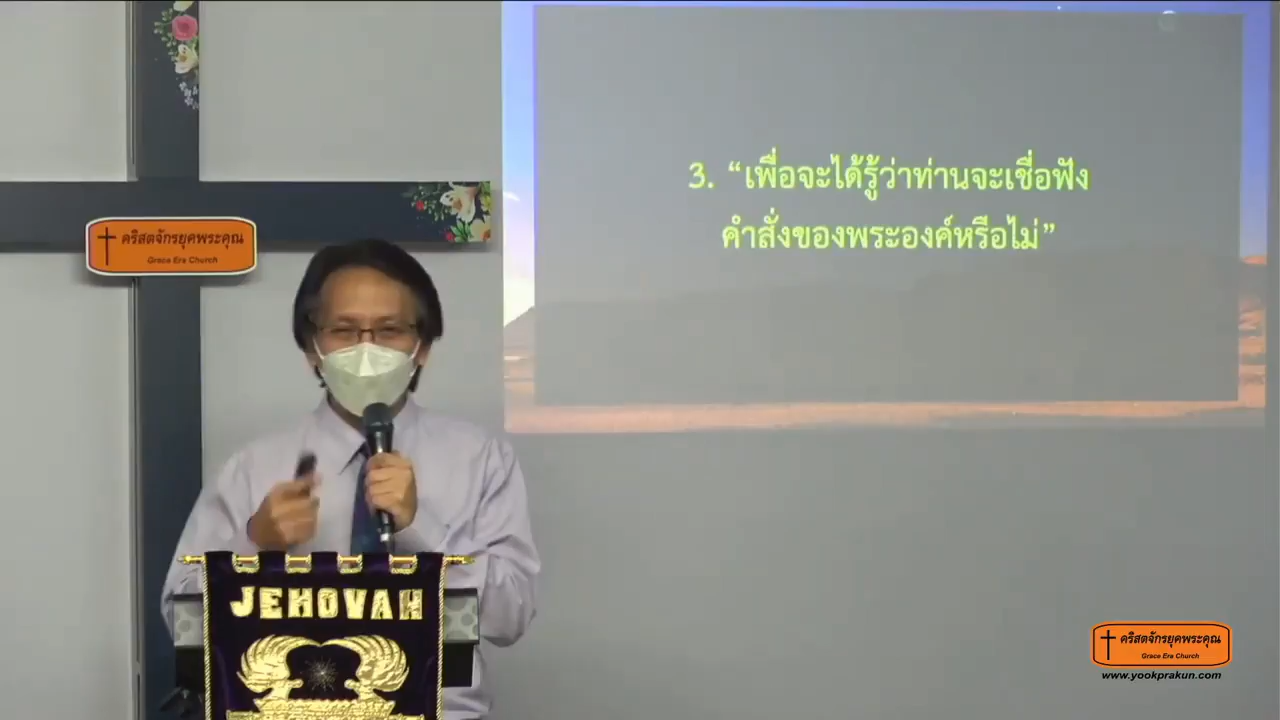 3. “เพื่อจะได้รู้ว่าท่านจะเชื่อฟัง
คำสั่งของพระองค์หรือไม่”
คริสตจักรยุคพระคุณ
Grace Era Church
JEHOVAH
คริสตจักรยุคพระคุณ
Grace Era Church
www.yookprakun.com